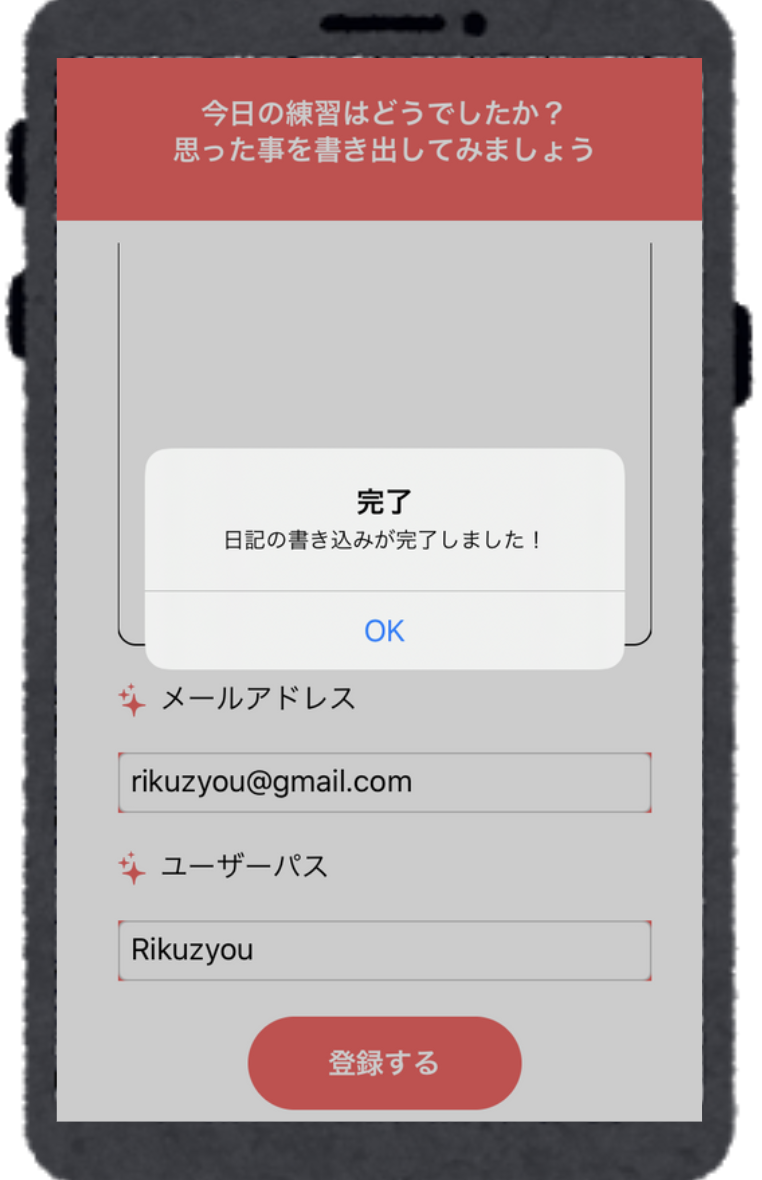 今日の練習はどうでしたか？
思った事を書き出してみましょう
完了
日記の書き込みが完了しました！
OK
メールアドレス
rikuzyou@gmail.com
ユーザーパス
Rikuzyou
登録する